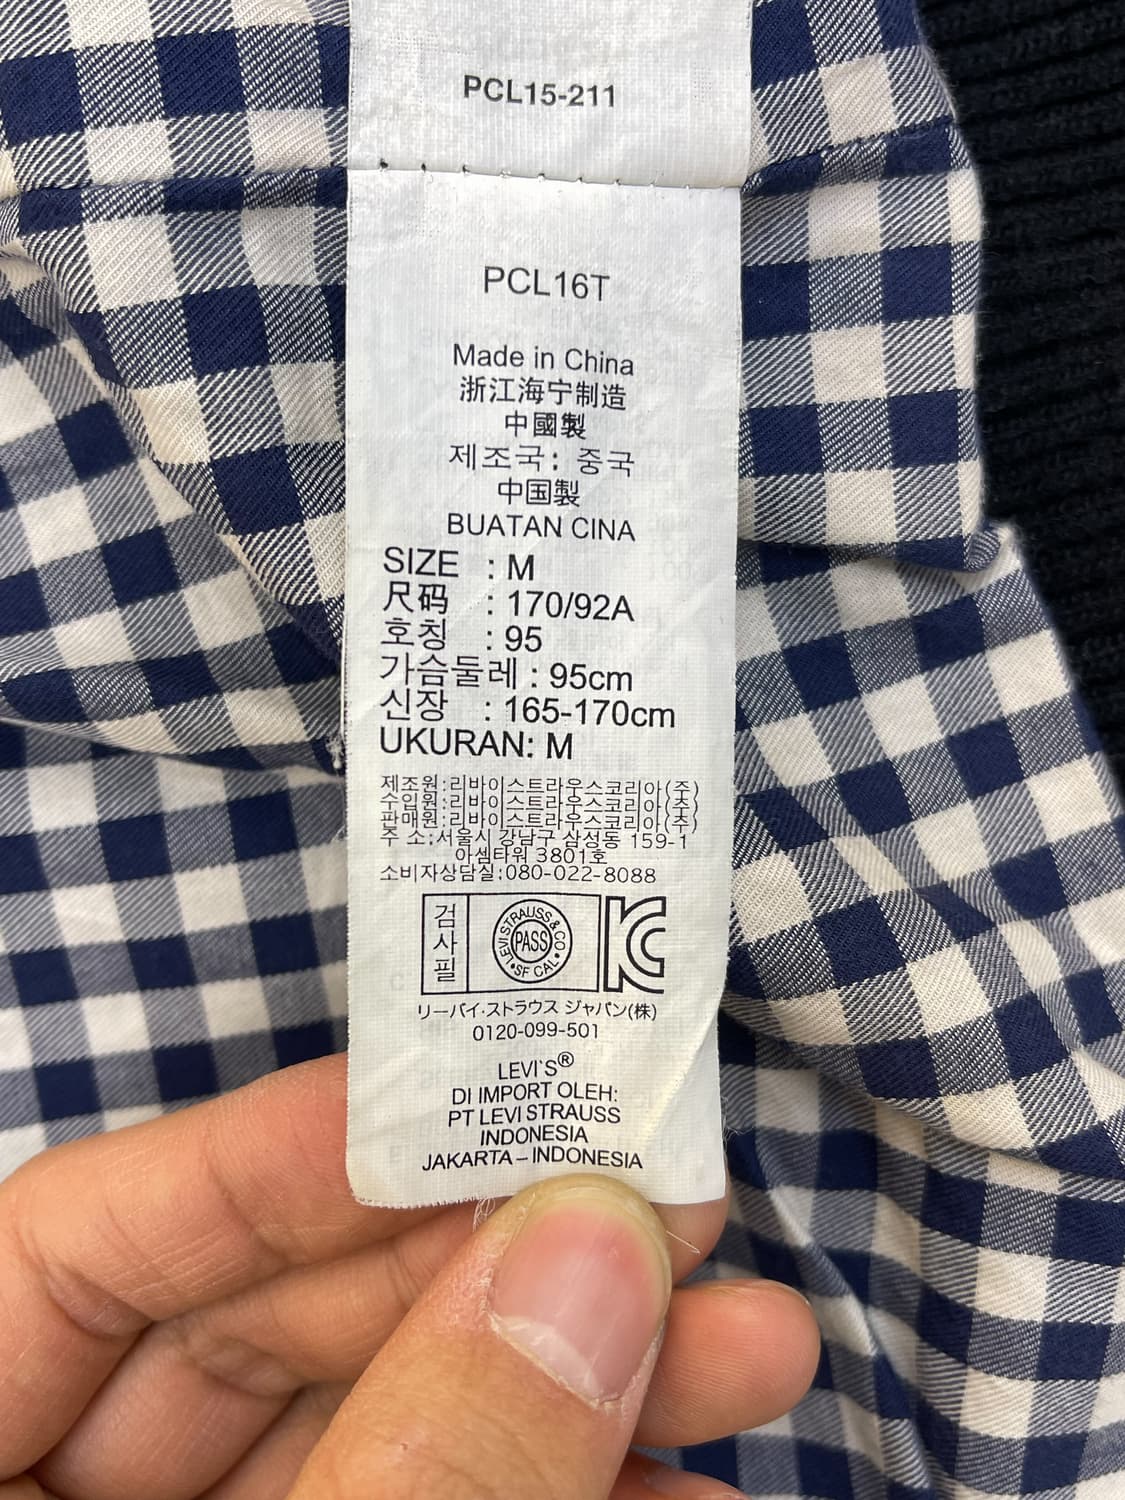 PCL15-211
PCL16T
Made in China
浙江海宁制造
中國製
제조국: 중국
中国製
BUATAN CINA
SIZE : M
尺码 : 170/92A
호칭 : 95
가슴둘레 : 95cm
신장 : 165-170cm
UKURAN: M
제조원:리바이스트라우스코리아(주)
수입원:리바이스트라우스코리아(주)
판매원:리바이스트라우스코리아(주)
주 소:서울시 강남구 삼성동 159-1
아셈타워 3801호
소비자상담실:080-022-8088
검사필
LEVI STRAUSS & CO
PASS
SF CAL
リーバイ・ストラウス ジャパン(株)
0120-099-501
LEVI'S®
DI IMPORT OLEH:
PT LEVI STRAUSS
INDONESIA
JAKARTA – INDONESIA